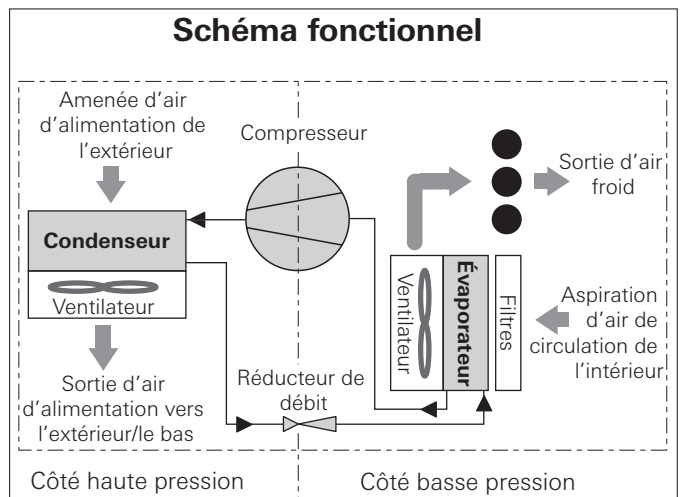 Schéma fonctionnel
Amenée d'air
d'alimentation de
l'extérieur
Compresseur
Sortie d'air
froid
Condenseur
Ventilateur
Ventilateur
Évaporateur
Filtres
Aspiration
d'air de
circulation de
l'intérieur
Sortie d'air
d'alimentation vers
l'extérieur/le bas
Réducteur de
débit
Côté haute pression
Côté basse pression